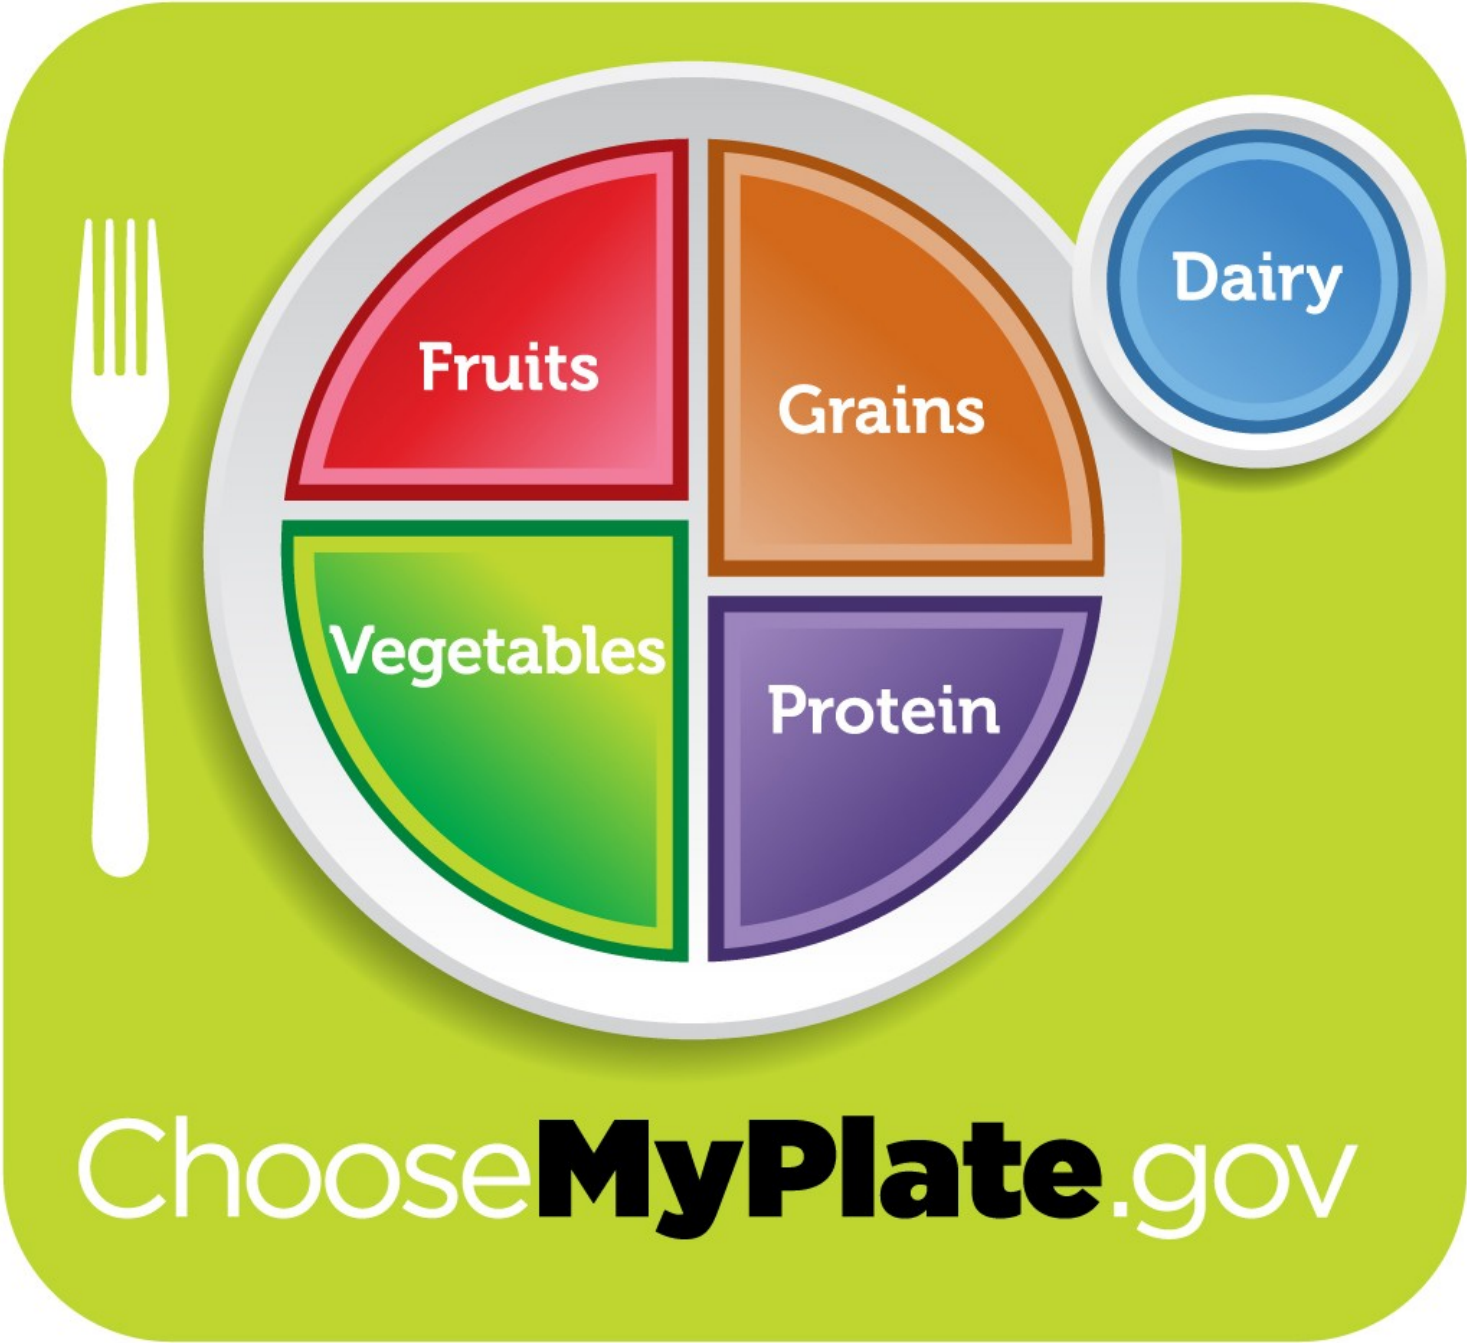 Dairy
Fruits
Grains
Vegetables
Protein
ChooseMyPlate.gov